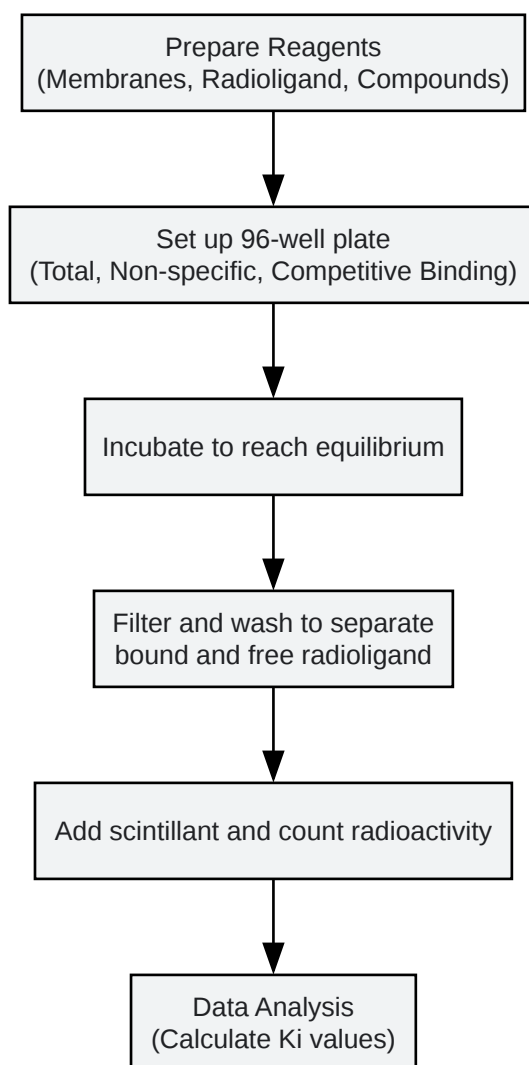 Prepare Reagents
(Membranes, Radioligand, Compounds)
Set up 96-well plate
(Total, Non-specific, Competitive Binding)
Incubate to reach equilibrium
Filter and wash to separate
bound and free radioligand
Add scintillant and count radioactivity
Data Analysis
(Calculate Ki values)